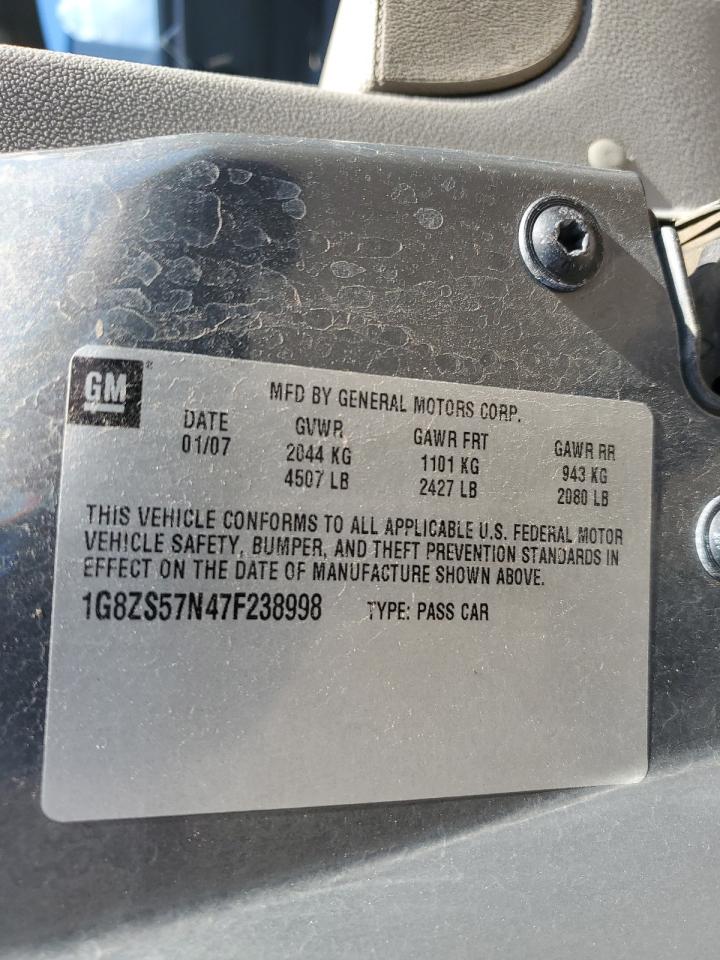 GM®
MFD BY GENERAL MOTORS CORP.
DATE GVWR GAWR FRT GAWR RR
01/07 2044 KG 1101 KG 943 KG
4507 LB 2427 LB 2080 LB
THIS VEHICLE CONFORMS TO ALL APPLICABLE U.S. FEDERAL MOTOR
VEHICLE SAFETY, BUMPER, AND THEFT PREVENTION STANDARDS IN
EFFECT ON THE DATE OF MANUFACTURE SHOWN ABOVE.
1G8ZS57N47F238998 TYPE: PASS CAR